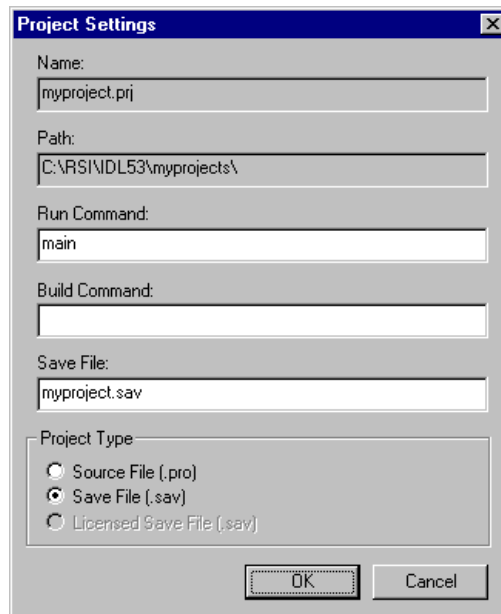 Project Settings
Name:
myproject.prj
Path:
C:\RSI\IDL53\myprojects\
Run Command:
main
Build Command:
Save File:
myproject.sav
Project Type
Source File (.pro)
Save File (.sav)
Licensed Save File (.sav)
OK
Cancel